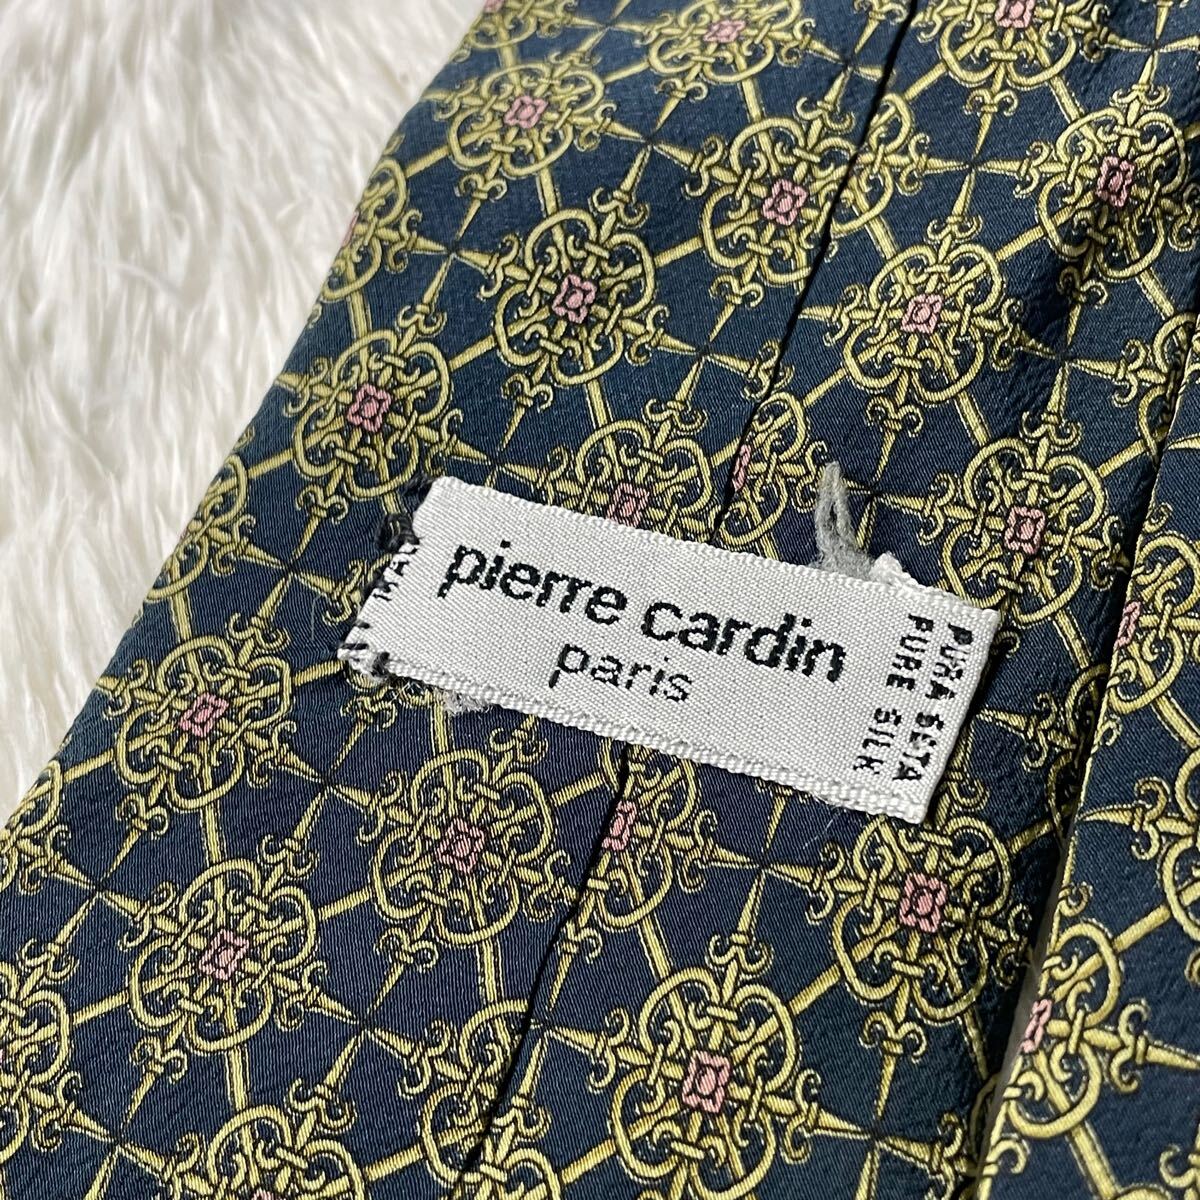 pierre cardin
paris
PURA SETA
PURE SILK